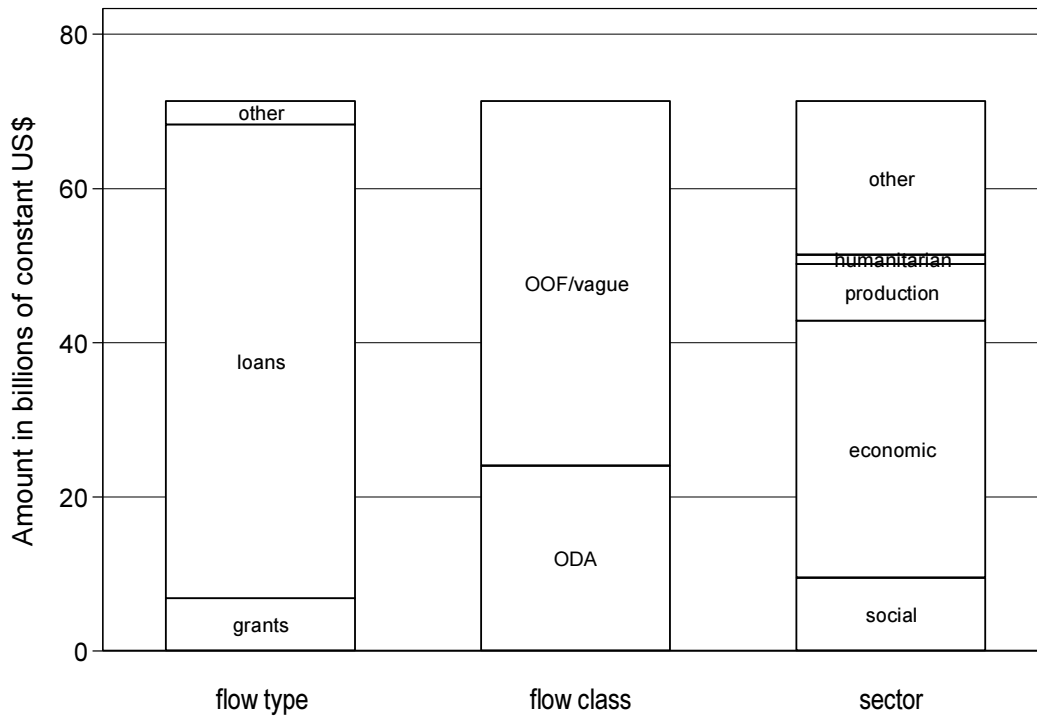 Amount in billions of constant US$
80
60
40
20
0
other
loans
grants
OOF/vague
ODA
other
humanitarian
production
economic
social
flow type
flow class
sector